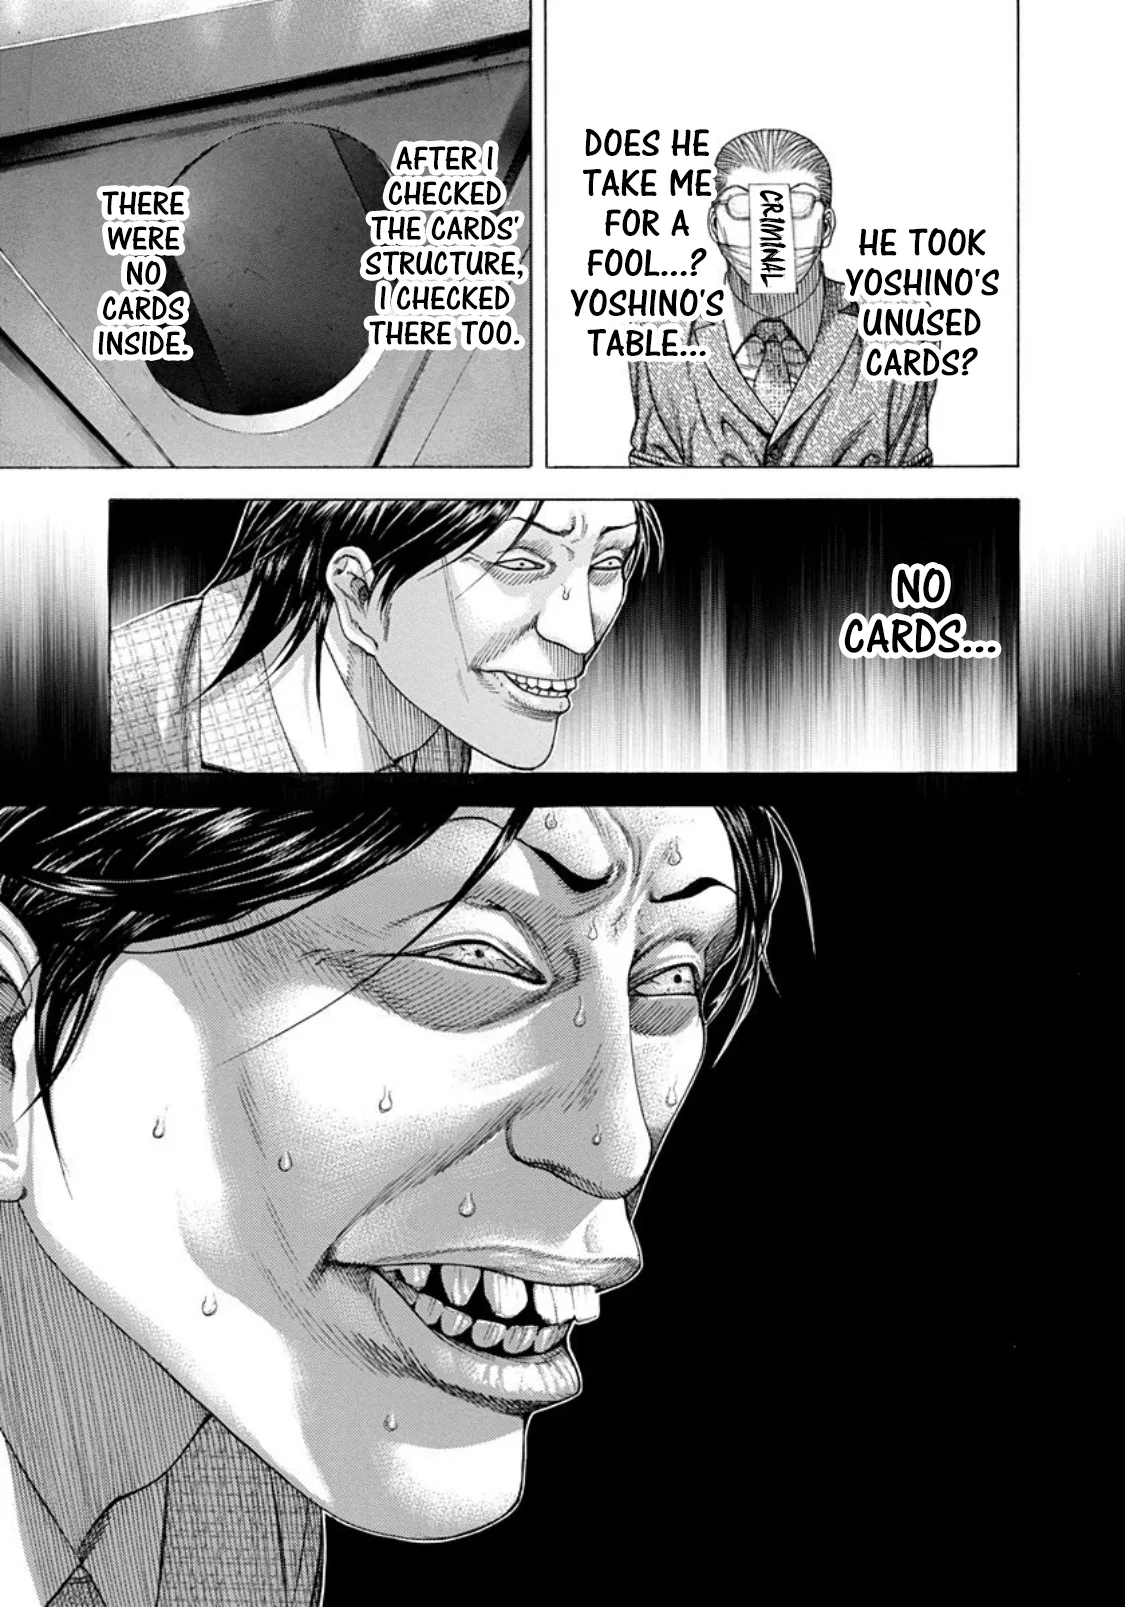 HE TOOK
YOSHINO'S
UNUSED
CARDS?
CRIMINAL
DOES HE
TAKE ME
FOR A
FOOL...?
YOSHINO'S
TABLE...
AFTER I
CHECKED
THE CARDS'
STRUCTURE,
I CHECKED
THERE TOO.
THERE
WERE
NO
CARDS
INSIDE.
NO
CARDS...